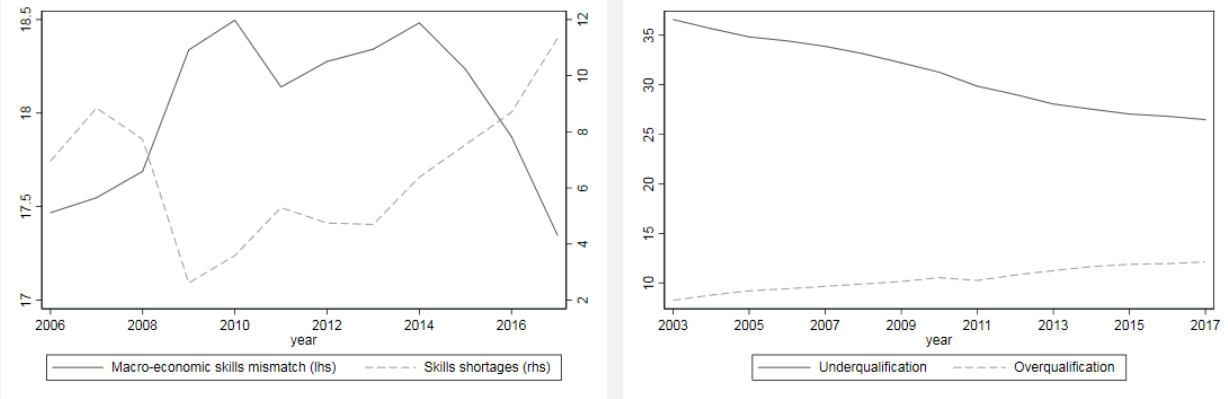 18.5
18
17.5
17
12
10
8
6
4
2
2006 2008 2010 2012 2014 2016
year
Macro-economic skills mismatch (lhs) Skills shortages (rhs)
35
30
25
20
15
10
2003 2005 2007 2009 2011 2013 2015 2017
year
Underqualification Overqualification